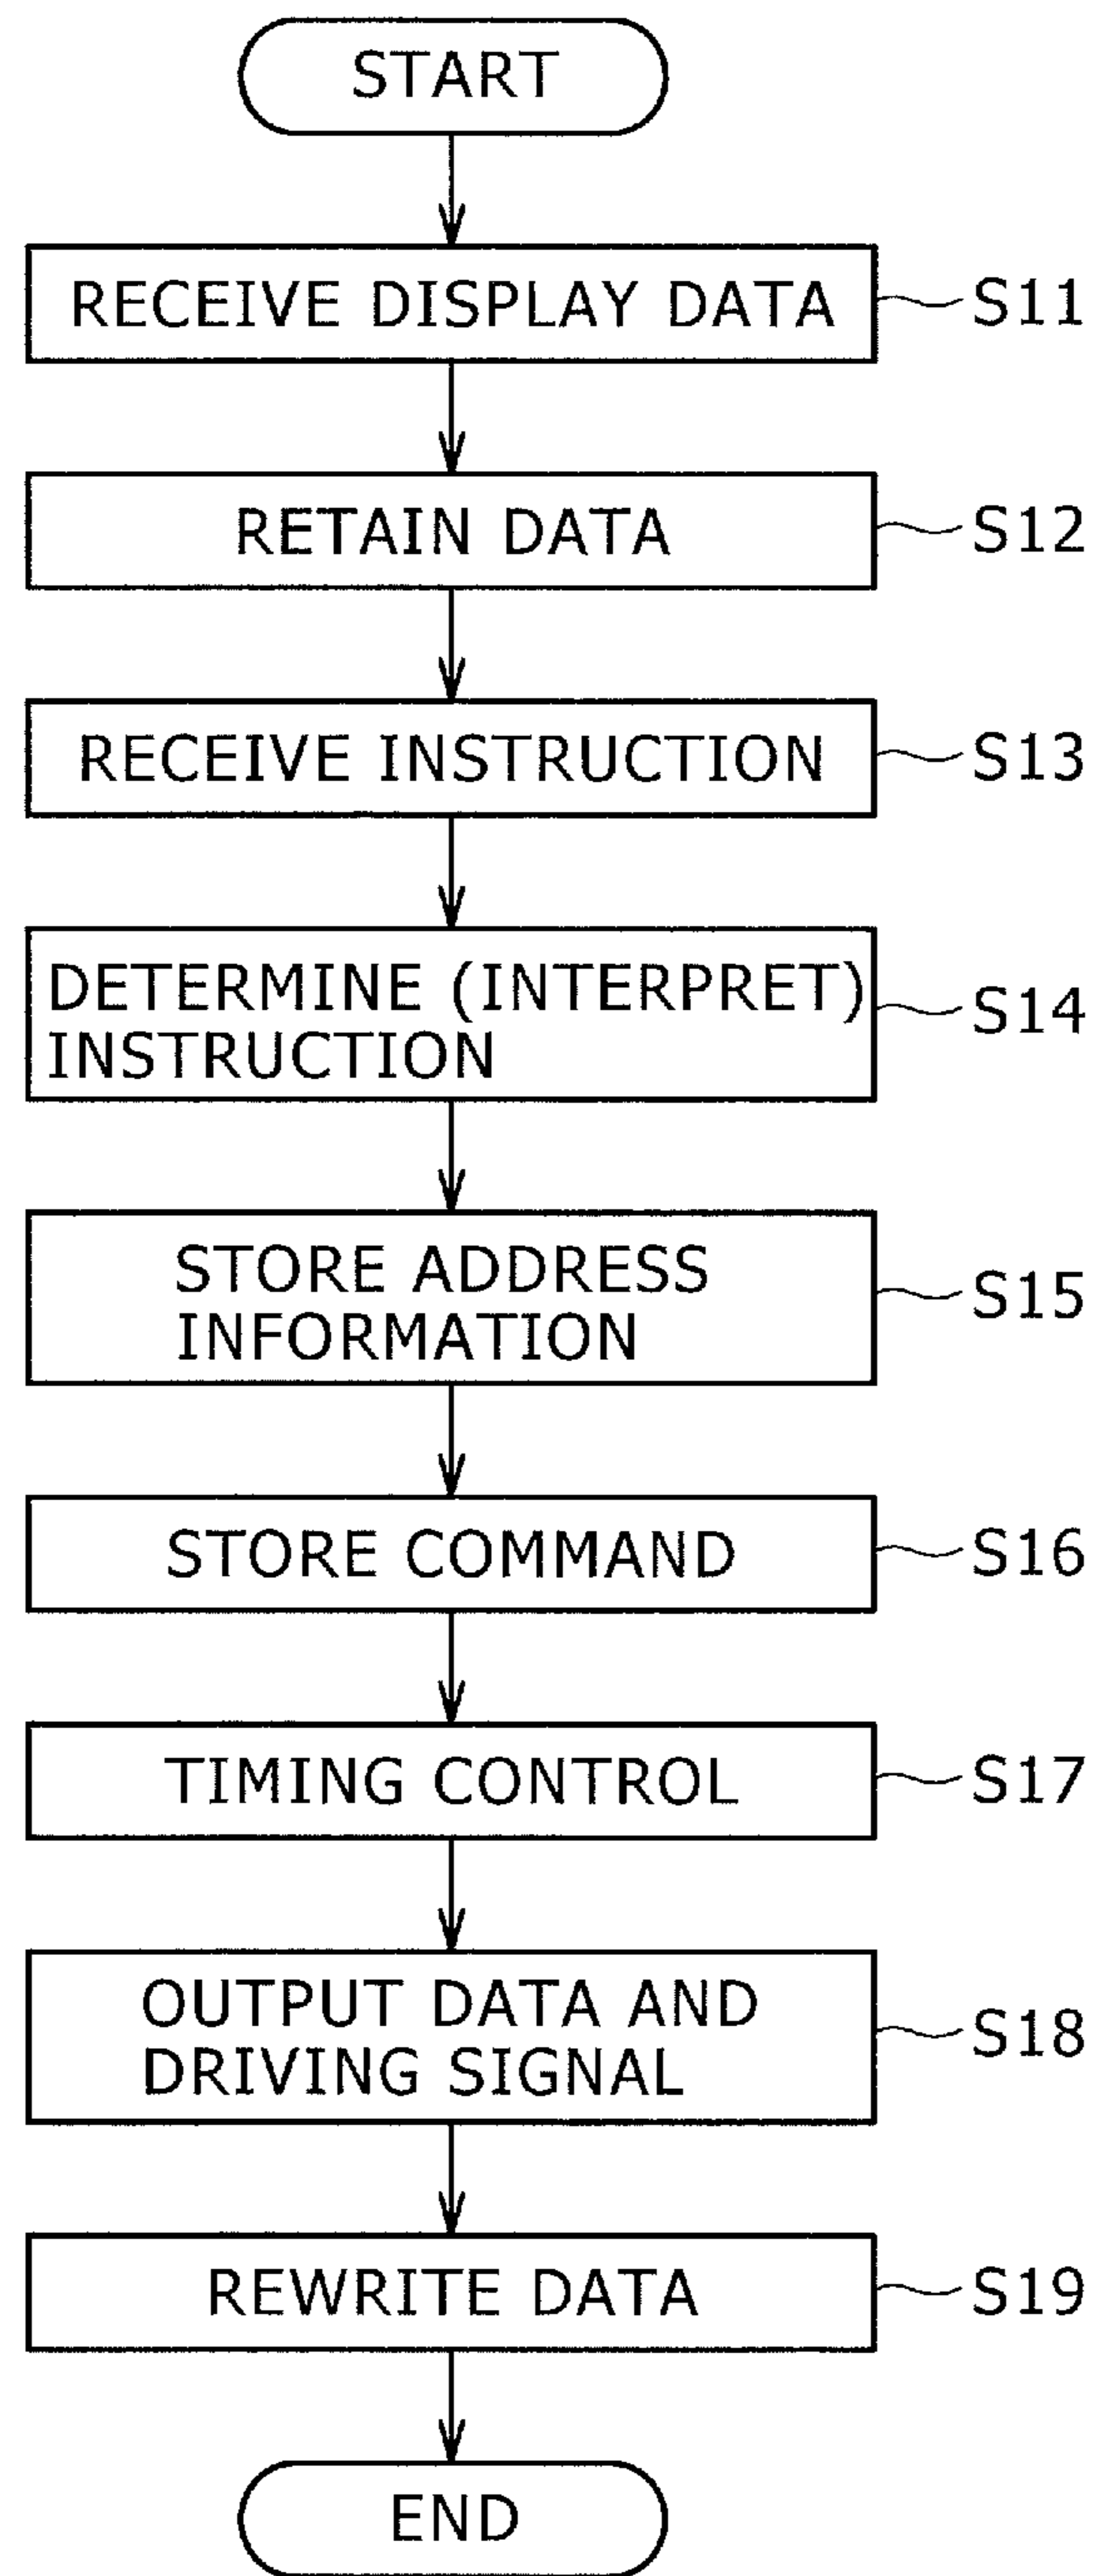 START
RECEIVE DISPLAY DATA
S11
RETAIN DATA
S12
RECEIVE INSTRUCTION
S13
DETERMINE (INTERPRET)
INSTRUCTION
S14
STORE ADDRESS
INFORMATION
S15
STORE COMMAND
S16
TIMING CONTROL
S17
OUTPUT DATA AND
DRIVING SIGNAL
S18
REWRITE DATA
S19
END